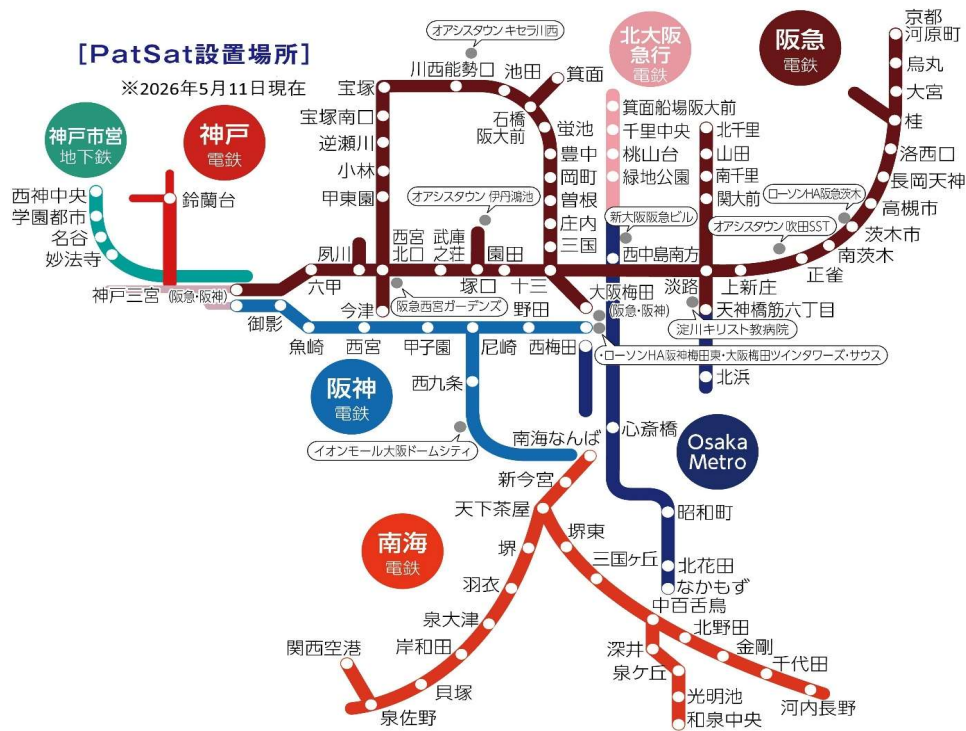 [PatSat設置場所]
※2026年5月11日現在
神戸市営
地下鉄
神戸
電鉄
北大阪
急行
電鉄
阪急
電鉄
阪神
電鉄
Osaka
Metro
南海
電鉄
西神中央
学園都市
名谷
妙法寺
鈴蘭台
神戸三宮
(阪急・阪神)
宝塚
宝塚南口
逆瀬川
小林
甲東園
オアシスタウン キセラ川西
川西能勢口
池田
箕面
石橋
阪大前
蛍池
豊中
岡町
曽根
庄内
三国
箕面船場阪大前
千里中央
桃山台
緑地公園
北千里
山田
南千里
関大前
京都
河原町
烏丸
大宮
桂
洛西口
長岡天神
高槻市
茨木市
南茨木
正雀
上新庄
ローソンHA阪急茨木
オアシスタウン 吹田SST
新大阪阪急ビル
西中島南方
オアシスタウン 伊丹鴻池
六甲
夙川
西宮
北口
武庫
之荘
塚口
園田
十三
淡路
天神橋筋六丁目
淀川キリスト教病院
北浜
今津
阪急西宮ガーデンズ
大阪梅田
(阪急・阪神)
・ローソンHA阪神梅田東・大阪梅田ツインタワーズ・サウス
御影
魚崎
西宮
甲子園
尼崎
野田
西梅田
西九条
イオンモール大阪ドームシティ
心斎橋
昭和町
北花田
なかもず
南海なんば
新今宮
天下茶屋
堺
羽衣
泉大津
岸和田
貝塚
泉佐野
関西空港
堺東
三国ヶ丘
中百舌鳥
北野田
金剛
千代田
河内長野
深井
泉ケ丘
光明池
和泉中央